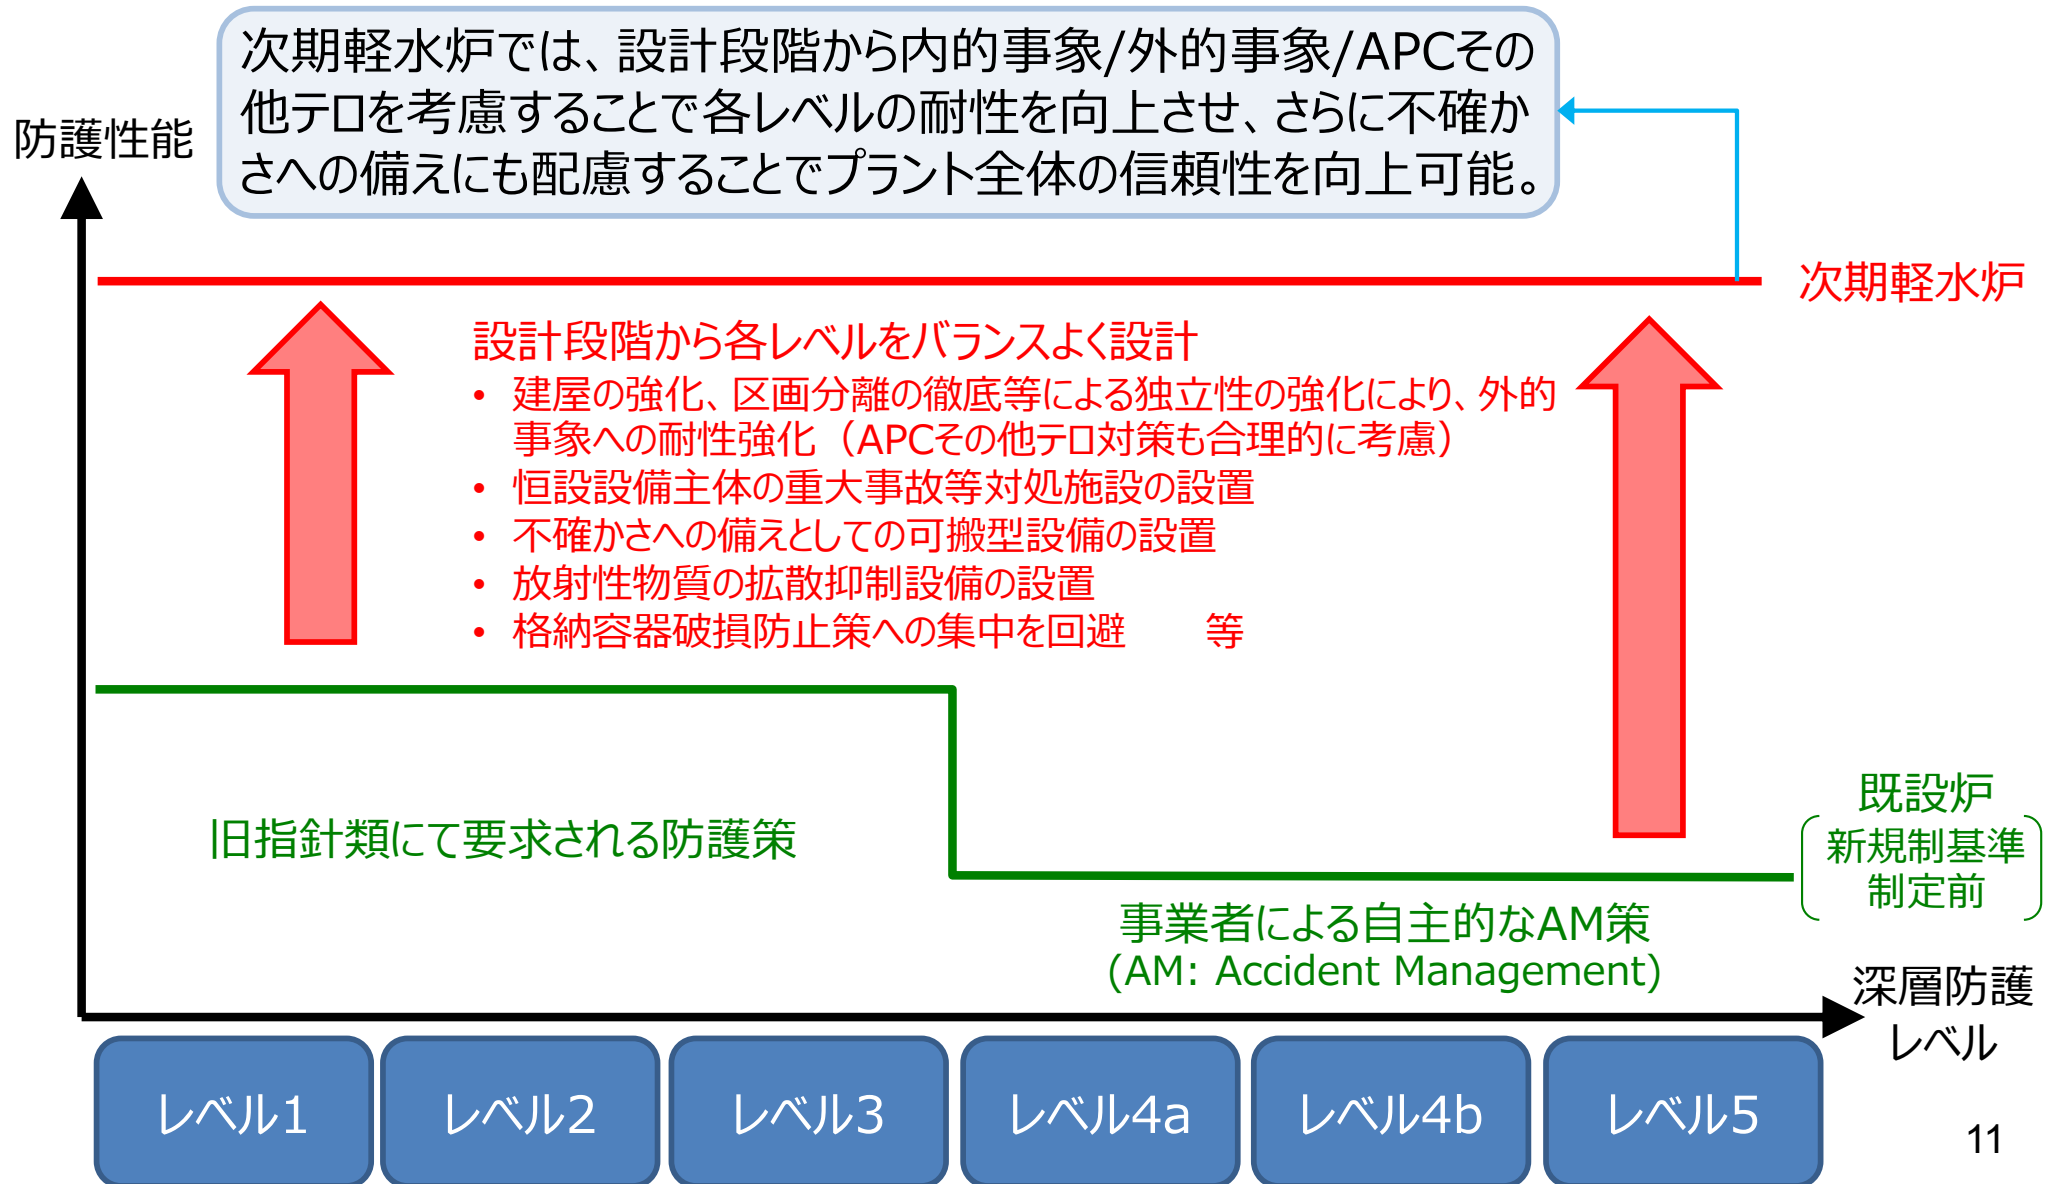 次期軽水炉では、設計段階から内的事象/外的事象/APCその
他テロを考慮することで各レベルの耐性を向上させ、さらに不確か
さへの備えにも配慮することでプラント全体の信頼性を向上可能。
防護性能
次期軽水炉
設計段階から各レベルをバランスよく設計
• 建屋の強化、区画分離の徹底等による独立性の強化により、外的
事象への耐性強化（APCその他テロ対策も合理的に考慮）
• 恒設設備主体の重大事故等対処施設の設置
• 不確かさへの備えとしての可搬型設備の設置
• 放射性物質の拡散抑制設備の設置
• 格納容器破損防止策への集中を回避　　等
旧指針類にて要求される防護策
既設炉
新規制基準
制定前
事業者による自主的なAM策
(AM: Accident Management)
深層防護
レベル
レベル1
レベル2
レベル3
レベル4a
レベル4b
レベル5
11